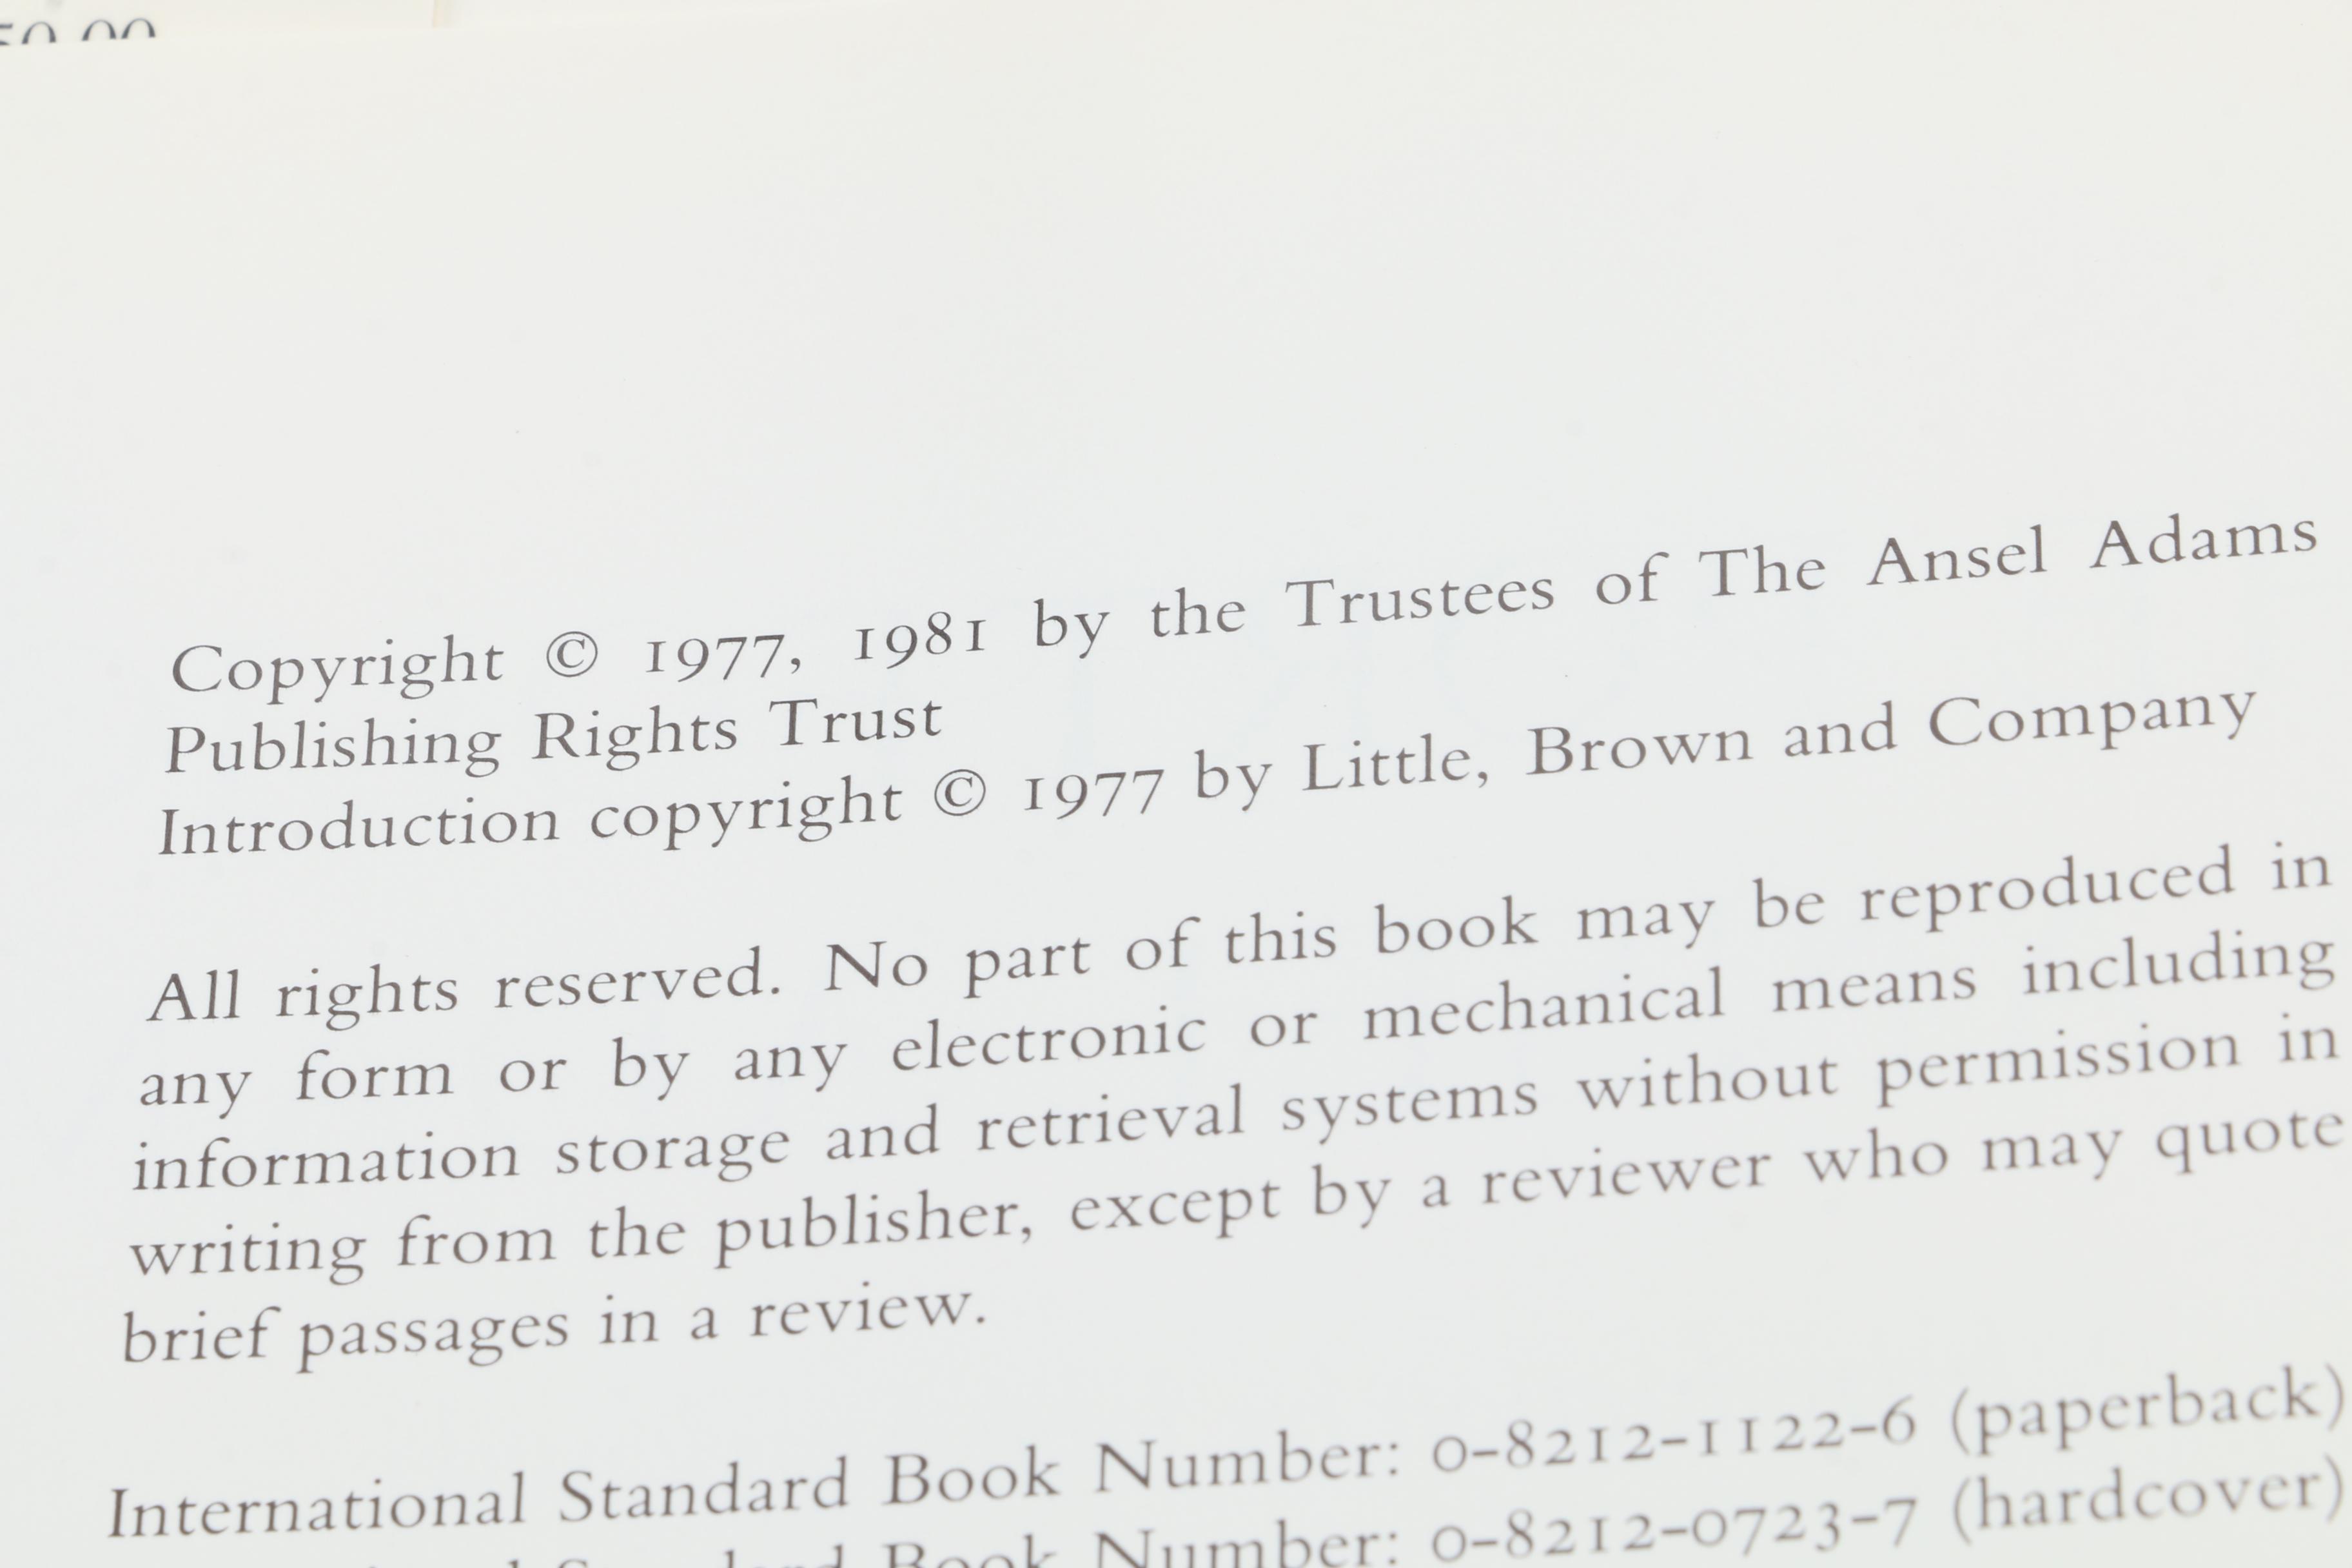 Copyright © 1977, 1981 by the Trustees of The Ansel Adams
Publishing Rights Trust
Introduction copyright © 1977 by Little, Brown and Company
All rights reserved. No part of this book may be reproduced in
any form or by any electronic or mechanical means including
information storage and retrieval systems without permission in
writing from the publisher, except by a reviewer who may quote
brief passages in a review.
International Standard Book Number: 0-8212-1122-6 (paperback)
Standard Book Number: 0-8212-0723-7 (hardcover)